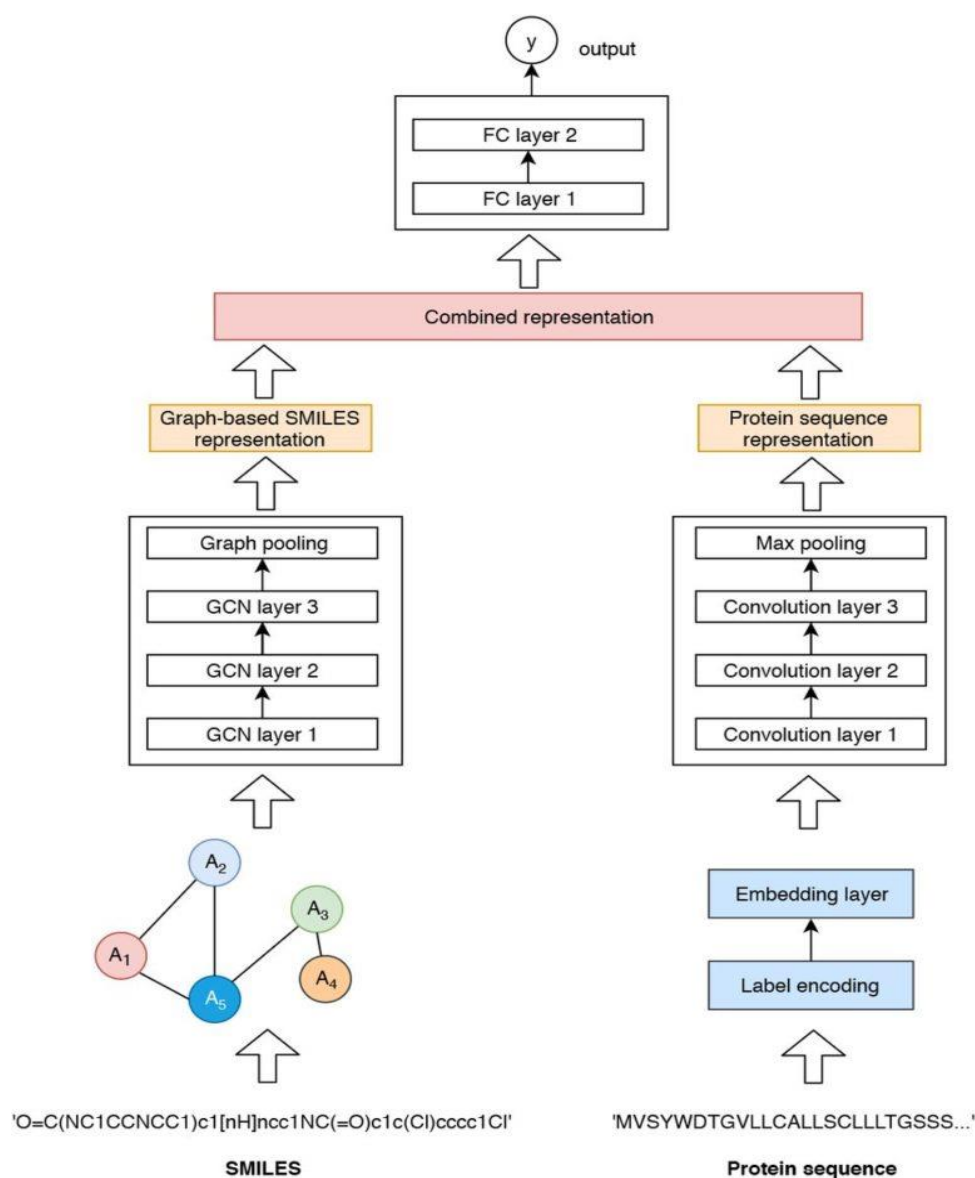 y
output
FC layer 2
FC layer 1
Combined representation
Graph-based SMILES
representation
Protein sequence
representation
Graph pooling
GCN layer 3
GCN layer 2
GCN layer 1
Max pooling
Convolution layer 3
Convolution layer 2
Convolution layer 1
A2
A3
A1
A4
A5
Embedding layer
Label encoding
'O=C(NC1CCNCC1)c1[nH]ncc1NC(=O)c1c(Cl)cccc1Cl'
SMILES
'MVSYWDTGVLLCALLSCLLLTGSSS...'
Protein sequence